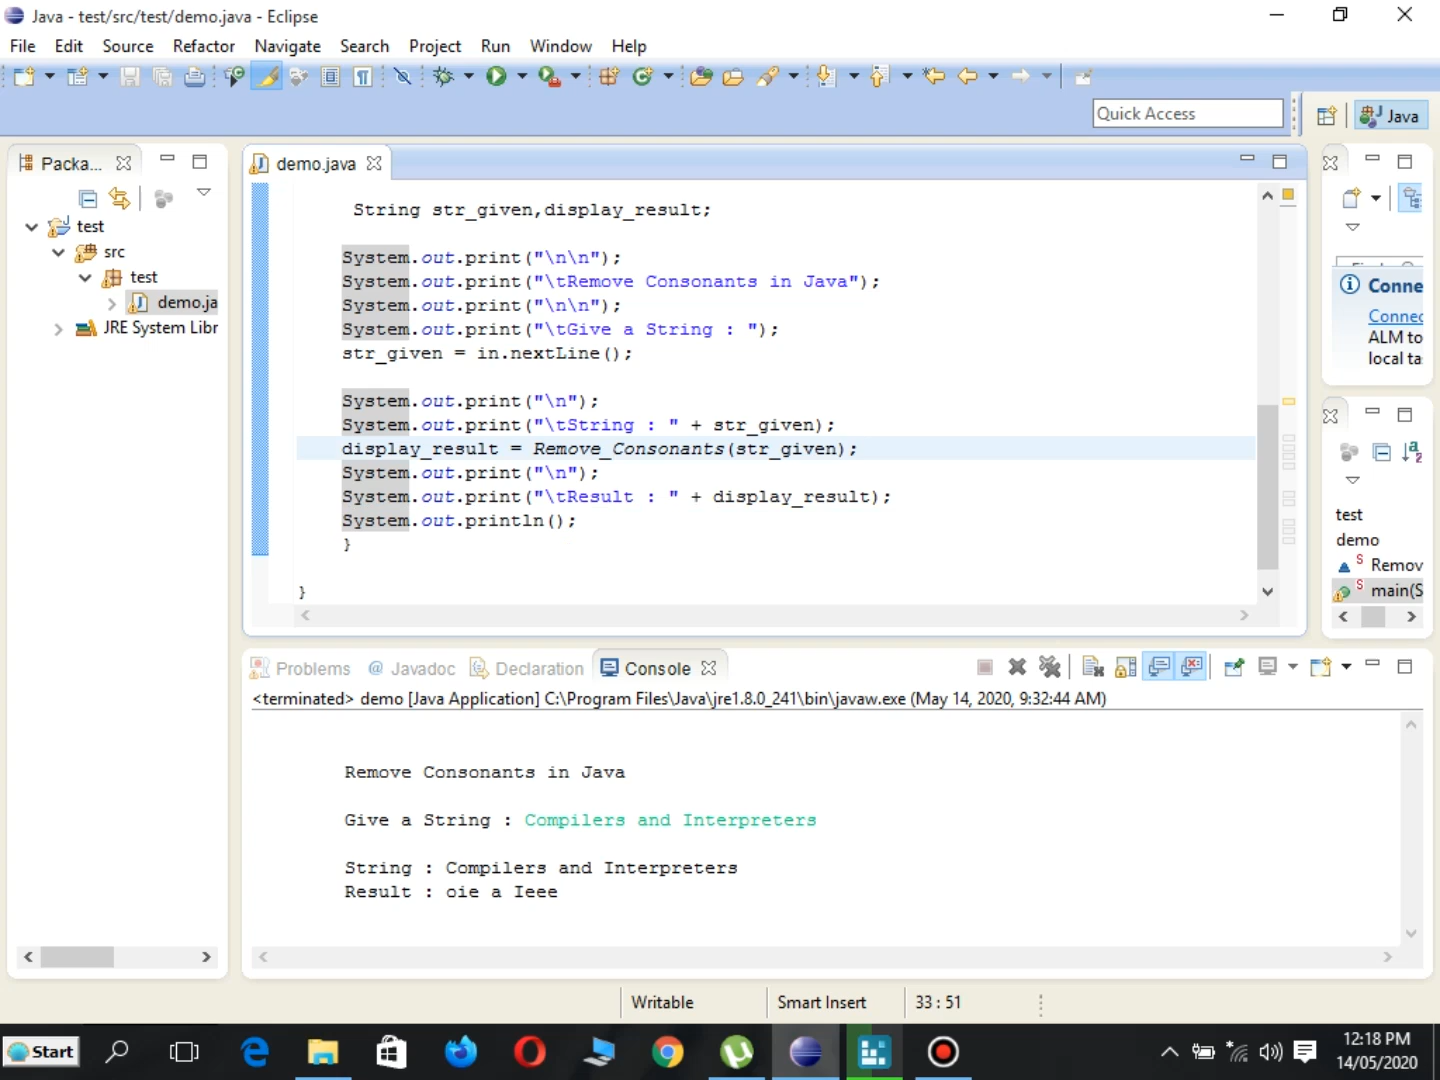 Java - test/src/test/demo.java - Eclipse
File Edit Source Refactor Navigate Search Project Run Window Help
Quick Access
Java
Packa...
test
src
test
demo.ja
JRE System Libr
demo.java
String str_given,display_result;
System.out.print("\n\n");
System.out.print("\tRemove Consonants in Java");
System.out.print("\n\n");
System.out.print("\tGive a String : ");
str_given = in.nextLine();
System.out.print("\n");
System.out.print("\tString : " + str_given);
display_result = Remove_Consonants(str_given);
System.out.print("\n");
System.out.print("\tResult : " + display_result);
System.out.println();
}
}
Conne
Connec
ALM to
local ta
test
demo
Remov
main(S
Problems @ Javadoc Declaration Console
<terminated> demo [Java Application] C:\Program Files\Java\jre1.8.0_241\bin\javaw.exe (May 14, 2020, 9:32:44 AM)
Remove Consonants in Java
Give a String : Compilers and Interpreters
String : Compilers and Interpreters
Result : oie a Ieee
Writable Smart Insert 33 : 51
Start
12:18 PM
14/05/2020